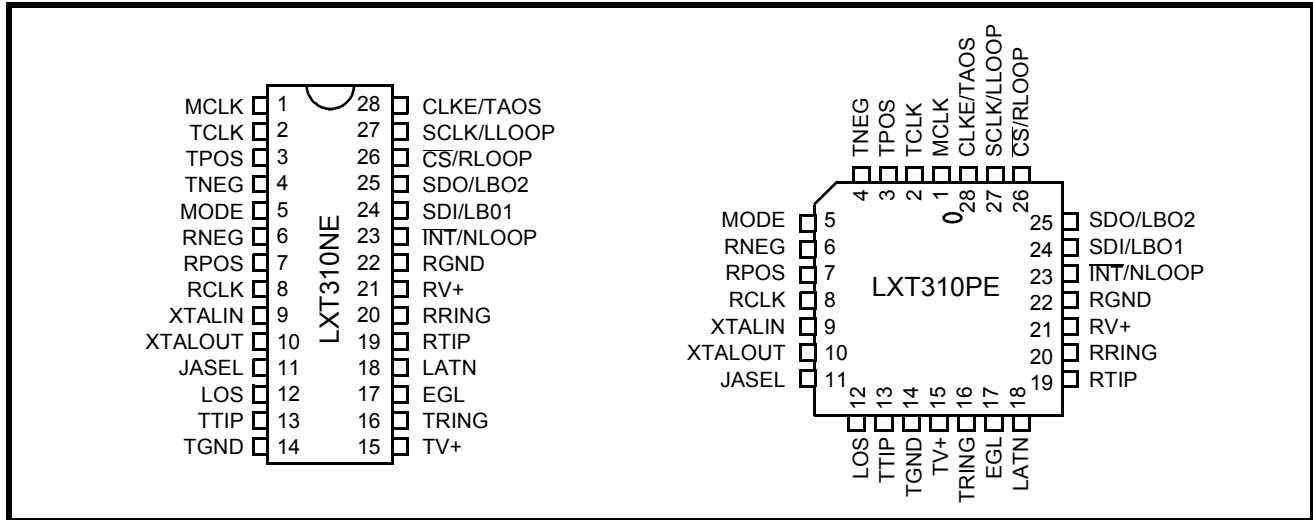 MCLK 1 28 CLKE/TAOS
TCLK 2 27 SCLK/LLOOP
TPOS 3 26 C̅S̅/RLOOP
TNEG 4 25 SDO/LBO2
MODE 5 24 SDI/LB01
RNEG 6 23 I̅N̅T̅/NLOOP
RPOS 7 22 RGND
RCLK 8 21 RV+
XTALIN 9 20 RRING
XTALOUT 10 19 RTIP
JASEL 11 18 LATN
LOS 12 17 EGL
TTIP 13 16 TRING
TGND 14 15 TV+
LXT310NE
TNEG TPOS TCLK MCLK CLKE/TAOS SCLK/LLOOP C̅S̅/RLOOP
4 3 2 1 28 27 26
MODE 5 25 SDO/LBO2
RNEG 6 24 SDI/LBO1
RPOS 7 23 I̅N̅T̅/NLOOP
RCLK 8 22 RGND
XTALIN 9 21 RV+
XTALOUT 10 20 RRING
JASEL 11 19 RTIP
LXT310PE
12 13 14 15 16 17 18
LOS TTIP TGND TV+ TRING EGL LATN